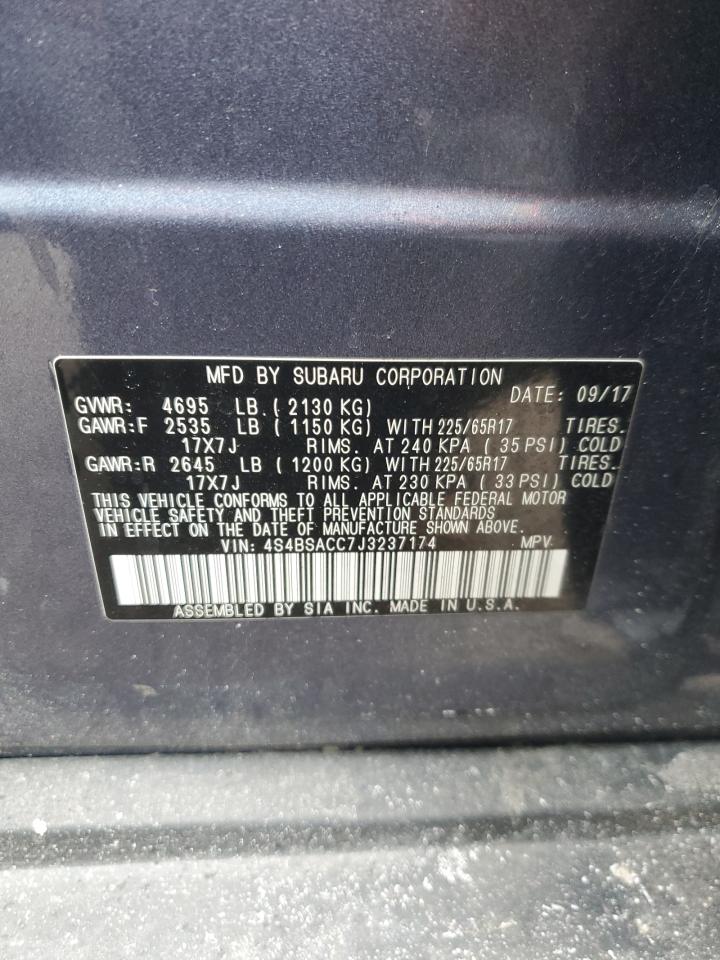 MFD BY SUBARU CORPORATION
DATE: 09/17
GVWR: 4695 LB ( 2130 KG)
GAWR:F 2535 LB ( 1150 KG) WITH 225/65R17 TIRES.
17X7J RIMS. AT 240 KPA ( 35 PSI) COLD
GAWR:R 2645 LB ( 1200 KG) WITH 225/65R17 TIRES.
17X7J RIMS. AT 230 KPA ( 33 PSI) COLD
THIS VEHICLE CONFORMS TO ALL APPLICABLE FEDERAL MOTOR
VEHICLE SAFETY AND THEFT PREVENTION STANDARDS
IN EFFECT ON THE DATE OF MANUFACTURE SHOWN ABOVE.
VIN: 4S4BSACC7J3237174 MPV
ASSEMBLED BY SIA INC. MADE IN U.S.A.